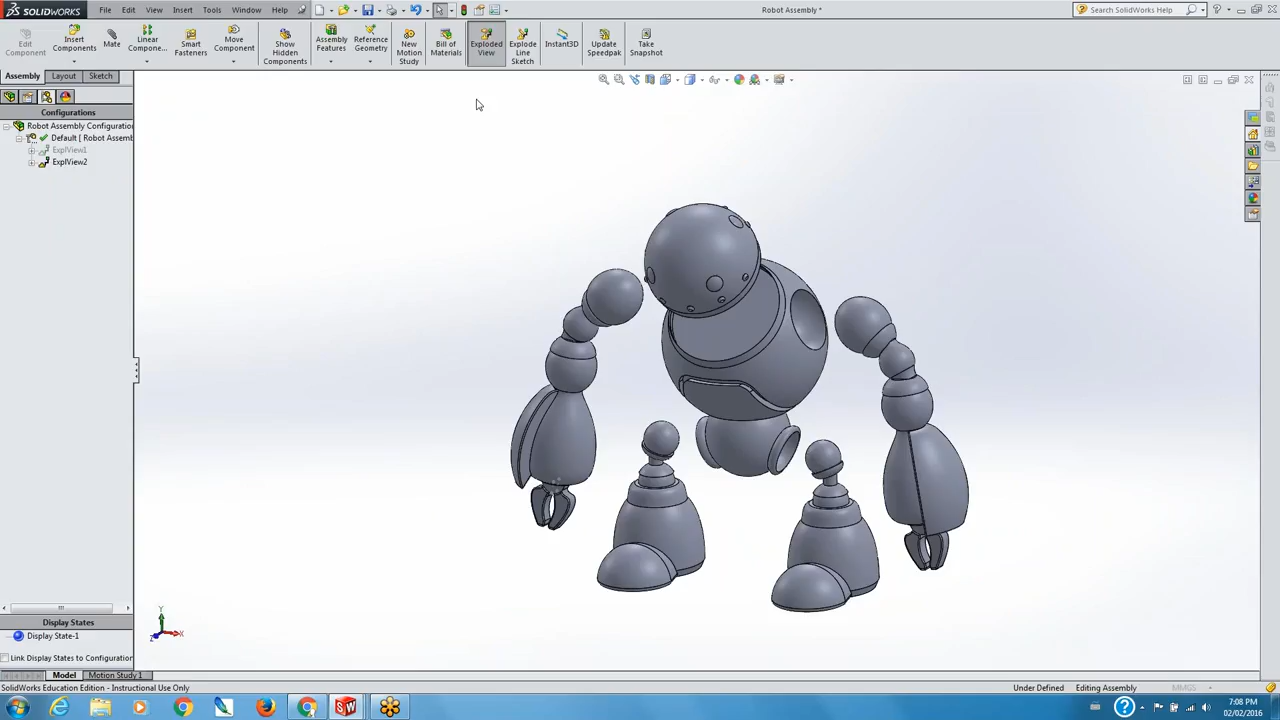 SOLIDWORKS File Edit View Insert Tools Window Help Robot Assembly * Search SolidWorks Help
Edit Component Insert Components Mate Linear Compone... Smart Fasteners Move Component Show Hidden Components Assembly Features Reference Geometry New Motion Study Bill of Materials Exploded View Explode Line Sketch Instant3D Update Speedpak Take Snapshot
Assembly Layout Sketch
Configurations
Robot Assembly Configuratio
Default [ Robot Assemb
ExplView1
ExplView2
Y
X
Z
Display States
Display State-1
Link Display States to Configuration
Model Motion Study 1
SolidWorks Education Edition - Instructional Use Only Under Defined Editing Assembly MMGS
7:08 PM
02/02/2016